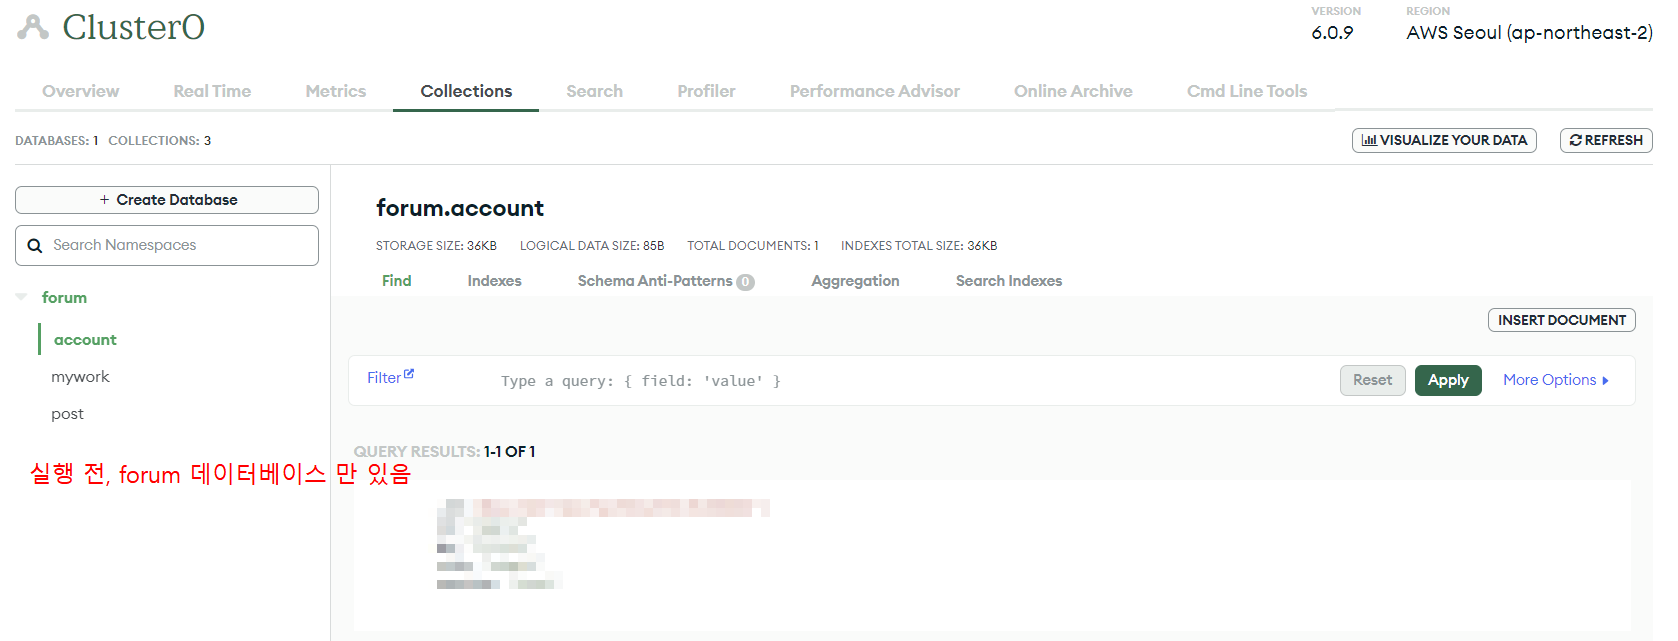 Cluster0
VERSION
6.0.9
REGION
AWS Seoul (ap-northeast-2)
Overview
Real Time
Metrics
Collections
Search
Profiler
Performance Advisor
Online Archive
Cmd Line Tools
DATABASES: 1 COLLECTIONS: 3
VISUALIZE YOUR DATA
REFRESH
+ Create Database
Search Namespaces
forum
account
mywork
post
실행 전, forum 데이터베이스 만 있음
forum.account
STORAGE SIZE: 36KB LOGICAL DATA SIZE: 85B TOTAL DOCUMENTS: 1 INDEXES TOTAL SIZE: 36KB
Find
Indexes
Schema Anti-Patterns 0
Aggregation
Search Indexes
INSERT DOCUMENT
Filter
Type a query: { field: 'value' }
Reset
Apply
More Options
QUERY RESULTS: 1-1 OF 1